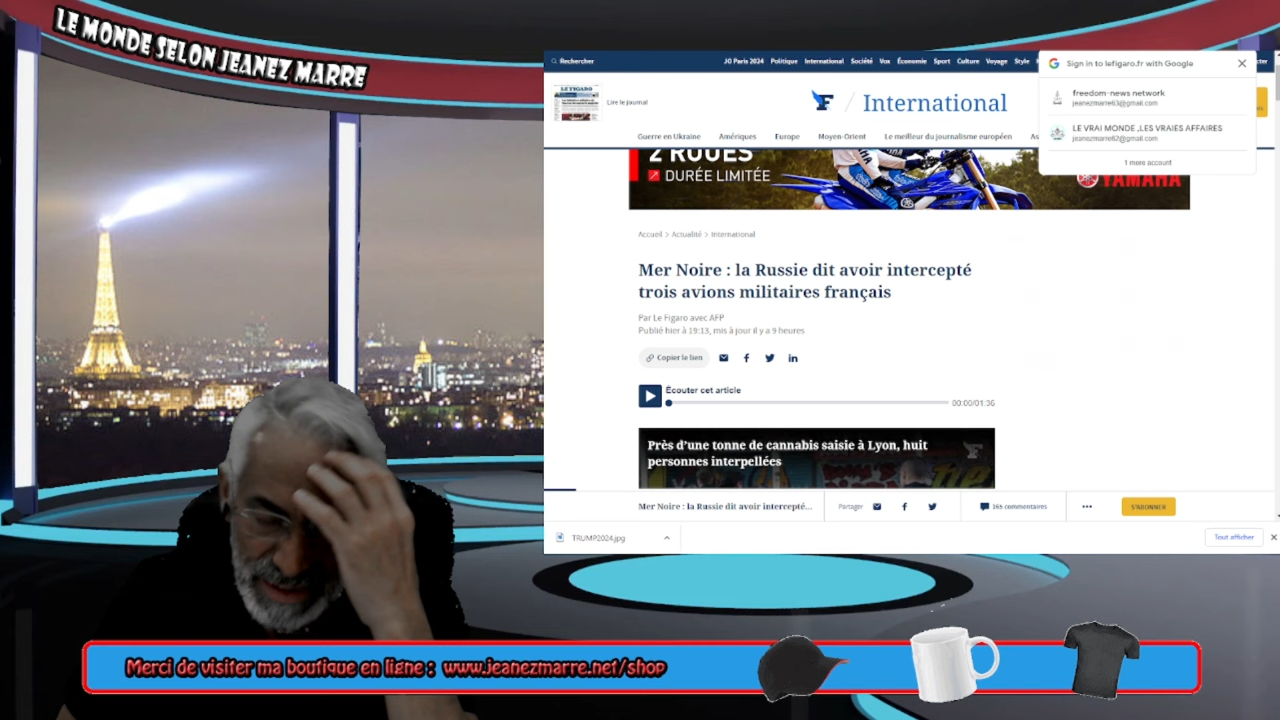 LE MONDE SELON JEANEZ MARRE
Rechercher
JO Paris 2024 Politique International Société Vox Économie Sport Culture Voyage Style
Sign in to lefigaro.fr with Google
freedom-news network
jeanezmarre63@gmail.com
LE VRAI MONDE ,LES VRAIES AFFAIRES
jeanezmarre62@gmail.com
1 more account
LE FIGARO
Lire le journal
International
Guerre en Ukraine Amériques Europe Moyen-Orient Le meilleur du journalisme européen As
2 ROUES
DURÉE LIMITÉE
YAMAHA
Accueil > Actualité > International
Mer Noire : la Russie dit avoir intercepté
trois avions militaires français
Par Le Figaro avec AFP
Publié hier à 19:13, mis à jour il y a 9 heures
Copier le lien
Écouter cet article
00:00/01:36
Près d'une tonne de cannabis saisie à Lyon, huit
personnes interpellées
Mer Noire : la Russie dit avoir intercepté... Partager 165 commentaires ••• S'ABONNER
TRUMP2024.jpg
Tout afficher
Merci de visiter ma boutique en ligne : www.jeanezmarre.net/shop